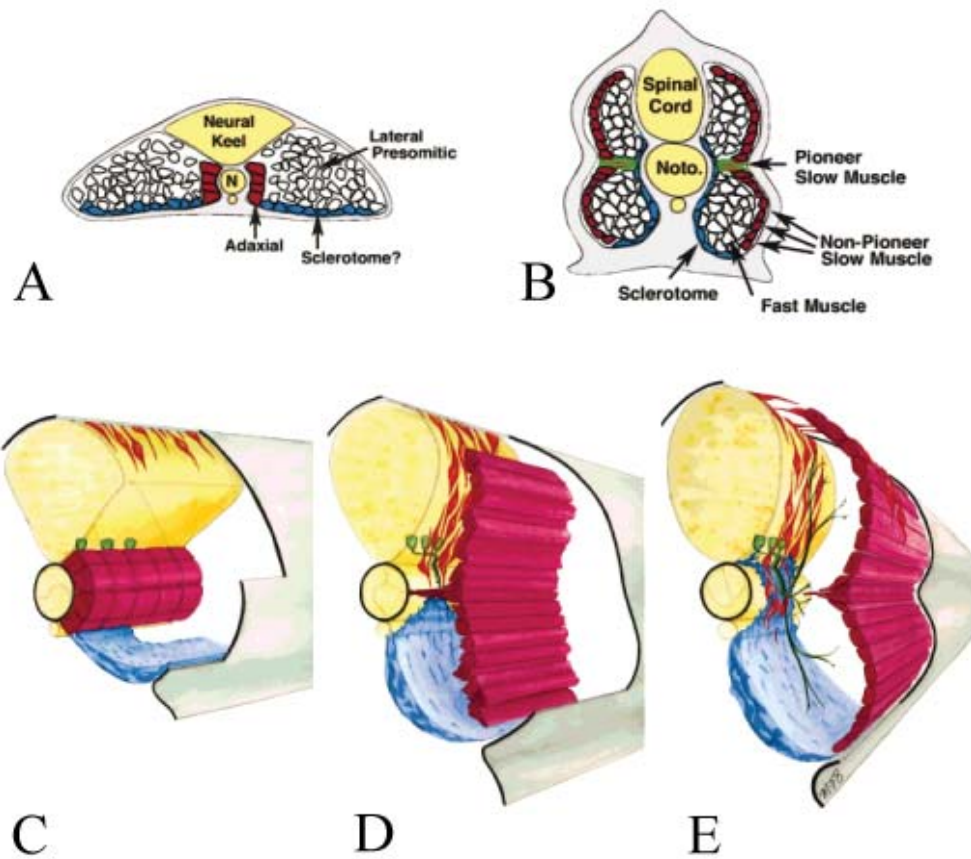 Neural
Keel
N
Lateral
Presomitic
Adaxial
Sclerotome?
A
Spinal
Cord
Noto.
Pioneer
Slow Muscle
Non-Pioneer
Slow Muscle
Sclerotome
Fast Muscle
B
C
D
E